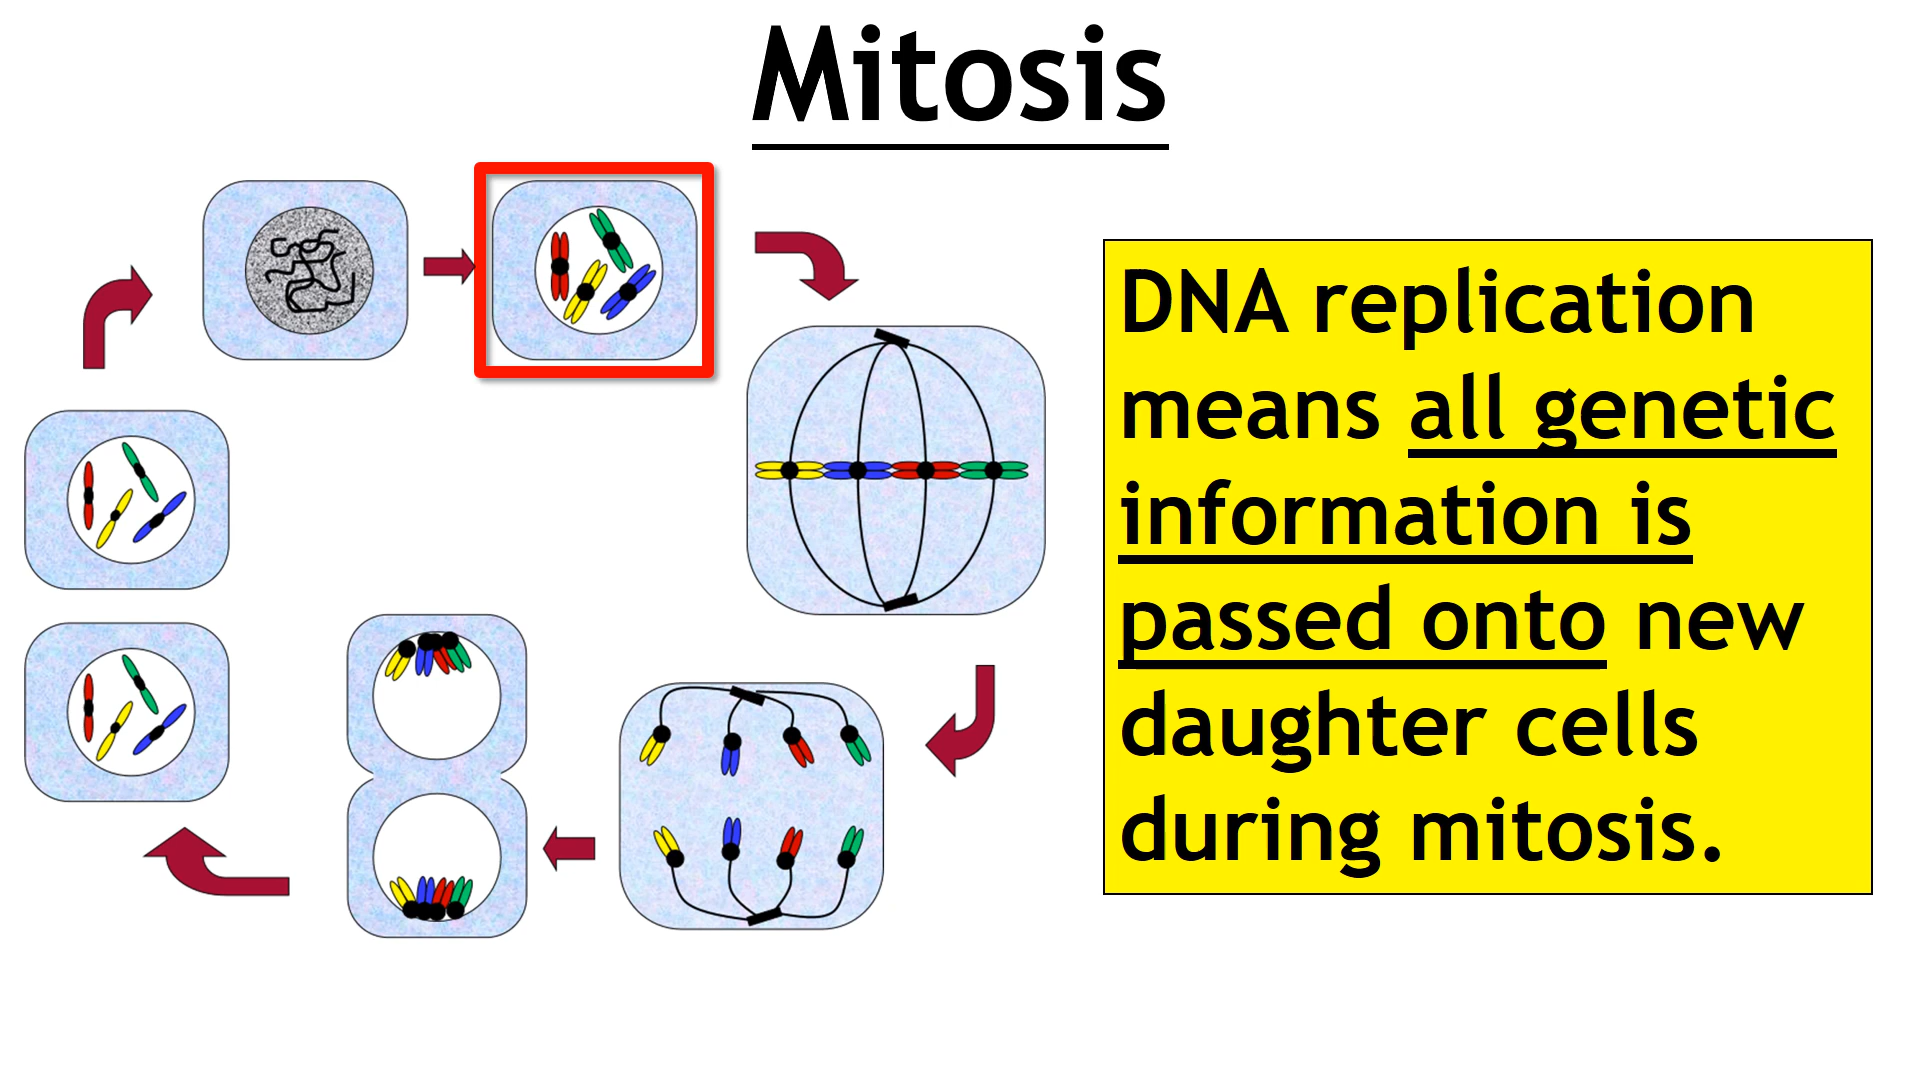 Mitosis
DNA replication
means all genetic
information is
passed onto new
daughter cells
during mitosis.